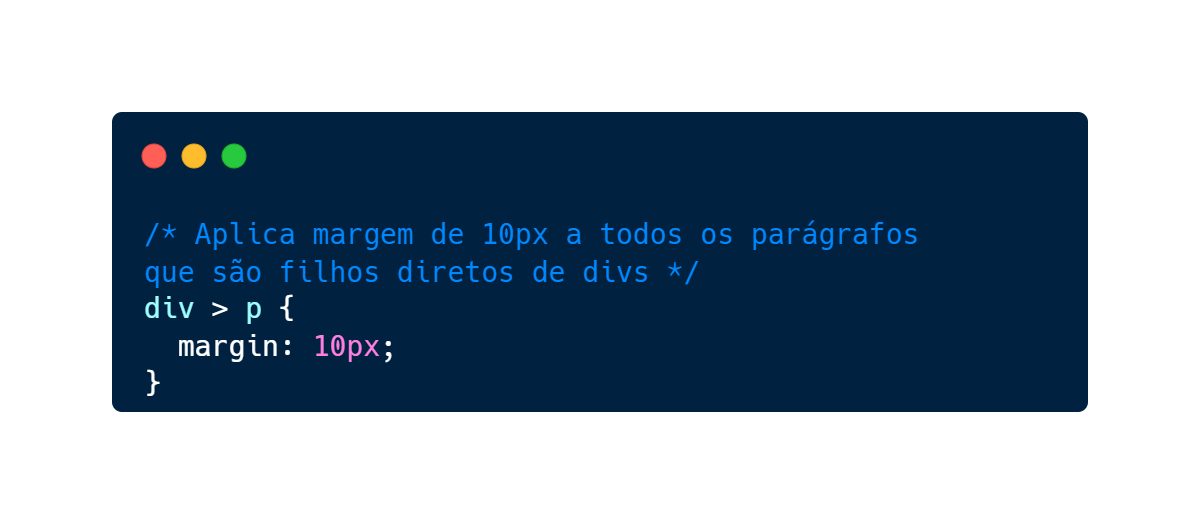 /* Aplica margem de 10px a todos os parágrafos
que são filhos diretos de divs */
div > p {
  margin: 10px;
}